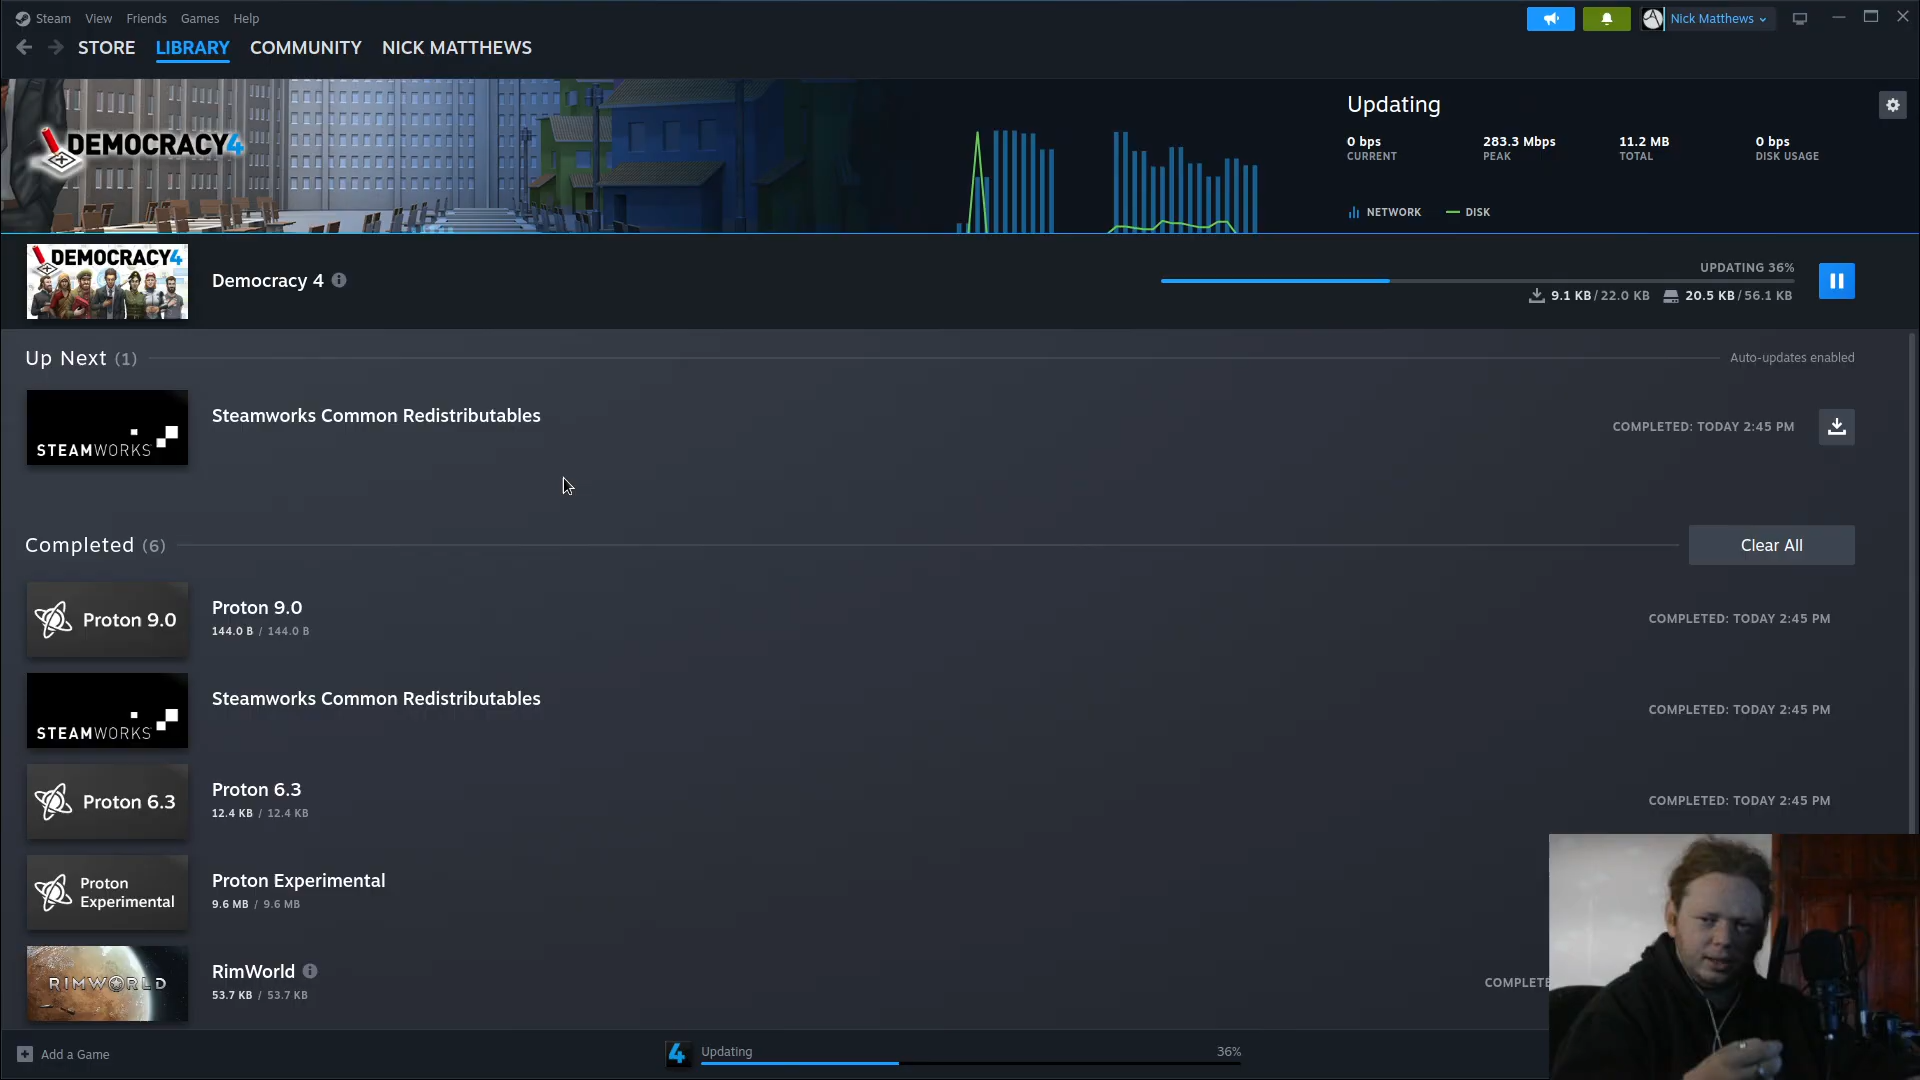 Steam View Friends Games Help
Nick Matthews
STORE LIBRARY COMMUNITY NICK MATTHEWS
DEMOCRACY4
Updating
0 bps 283.3 Mbps 11.2 MB 0 bps
CURRENT PEAK TOTAL DISK USAGE
NETWORK DISK
DEMOCRACY4
Democracy 4
UPDATING 36%
9.1 KB / 22.0 KB 20.5 KB / 56.1 KB
Up Next (1)
Auto-updates enabled
STEAMWORKS
Steamworks Common Redistributables
COMPLETED: TODAY 2:45 PM
Completed (6)
Clear All
Proton 9.0
Proton 9.0
144.0 B / 144.0 B
COMPLETED: TODAY 2:45 PM
STEAMWORKS
Steamworks Common Redistributables
COMPLETED: TODAY 2:45 PM
Proton 6.3
Proton 6.3
12.4 KB / 12.4 KB
COMPLETED: TODAY 2:45 PM
Proton
Experimental
Proton Experimental
9.6 MB / 9.6 MB
RIMWORLD
RimWorld
53.7 KB / 53.7 KB
COMPLETE
Add a Game
4
Updating
36%